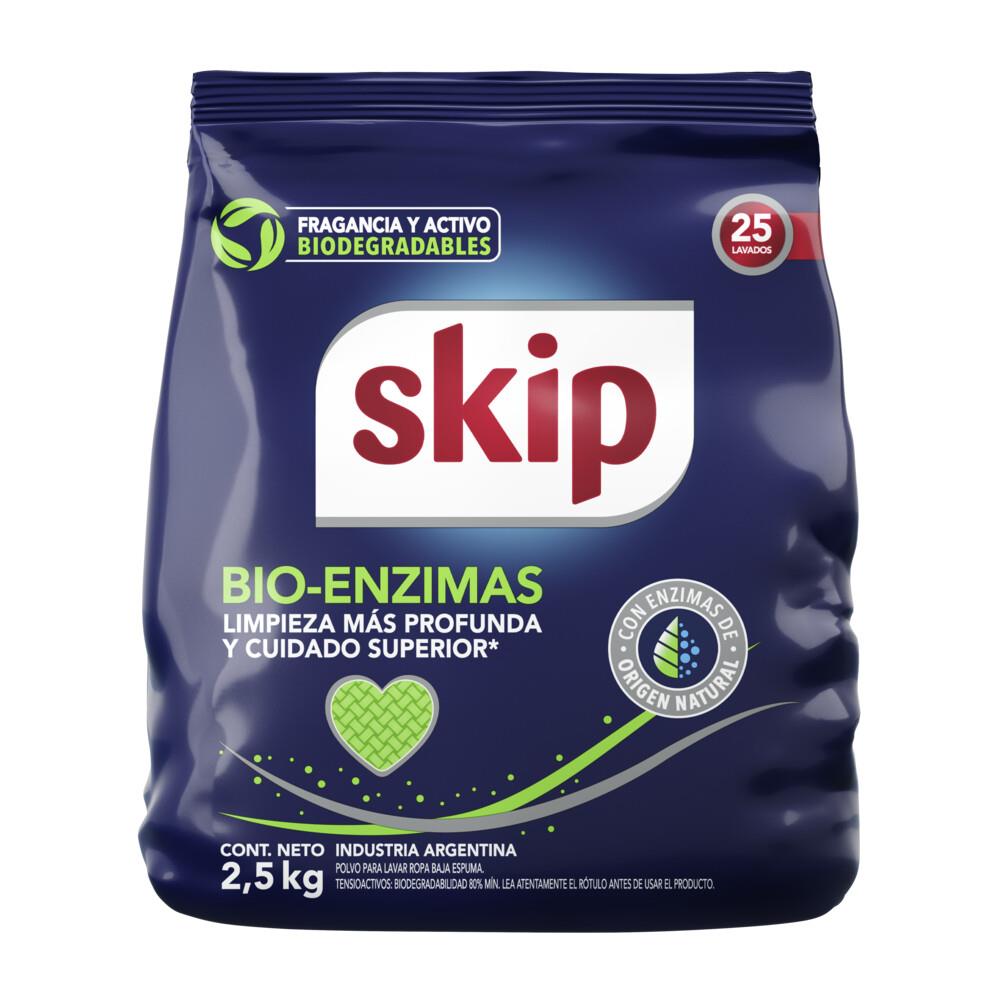 FRAGANCIA Y ACTIVO
BIODEGRADABLES
25
LAVADOS
skip
BIO-ENZIMAS
LIMPIEZA MÁS PROFUNDA
Y CUIDADO SUPERIOR*
· CON ENZIMAS DE ·
ORIGEN NATURAL
CONT. NETO
2,5 kg
INDUSTRIA ARGENTINA
POLVO PARA LAVAR ROPA BAJA ESPUMA.
TENSIOACTIVOS: BIODEGRADABILIDAD 80% MÍN. LEA ATENTAMENTE EL RÓTULO ANTES DE USAR EL PRODUCTO.